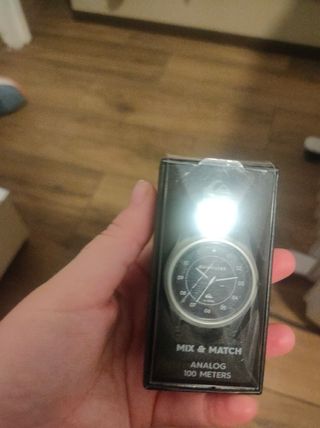 MIX & MATCH
ANALOG
100 METERS